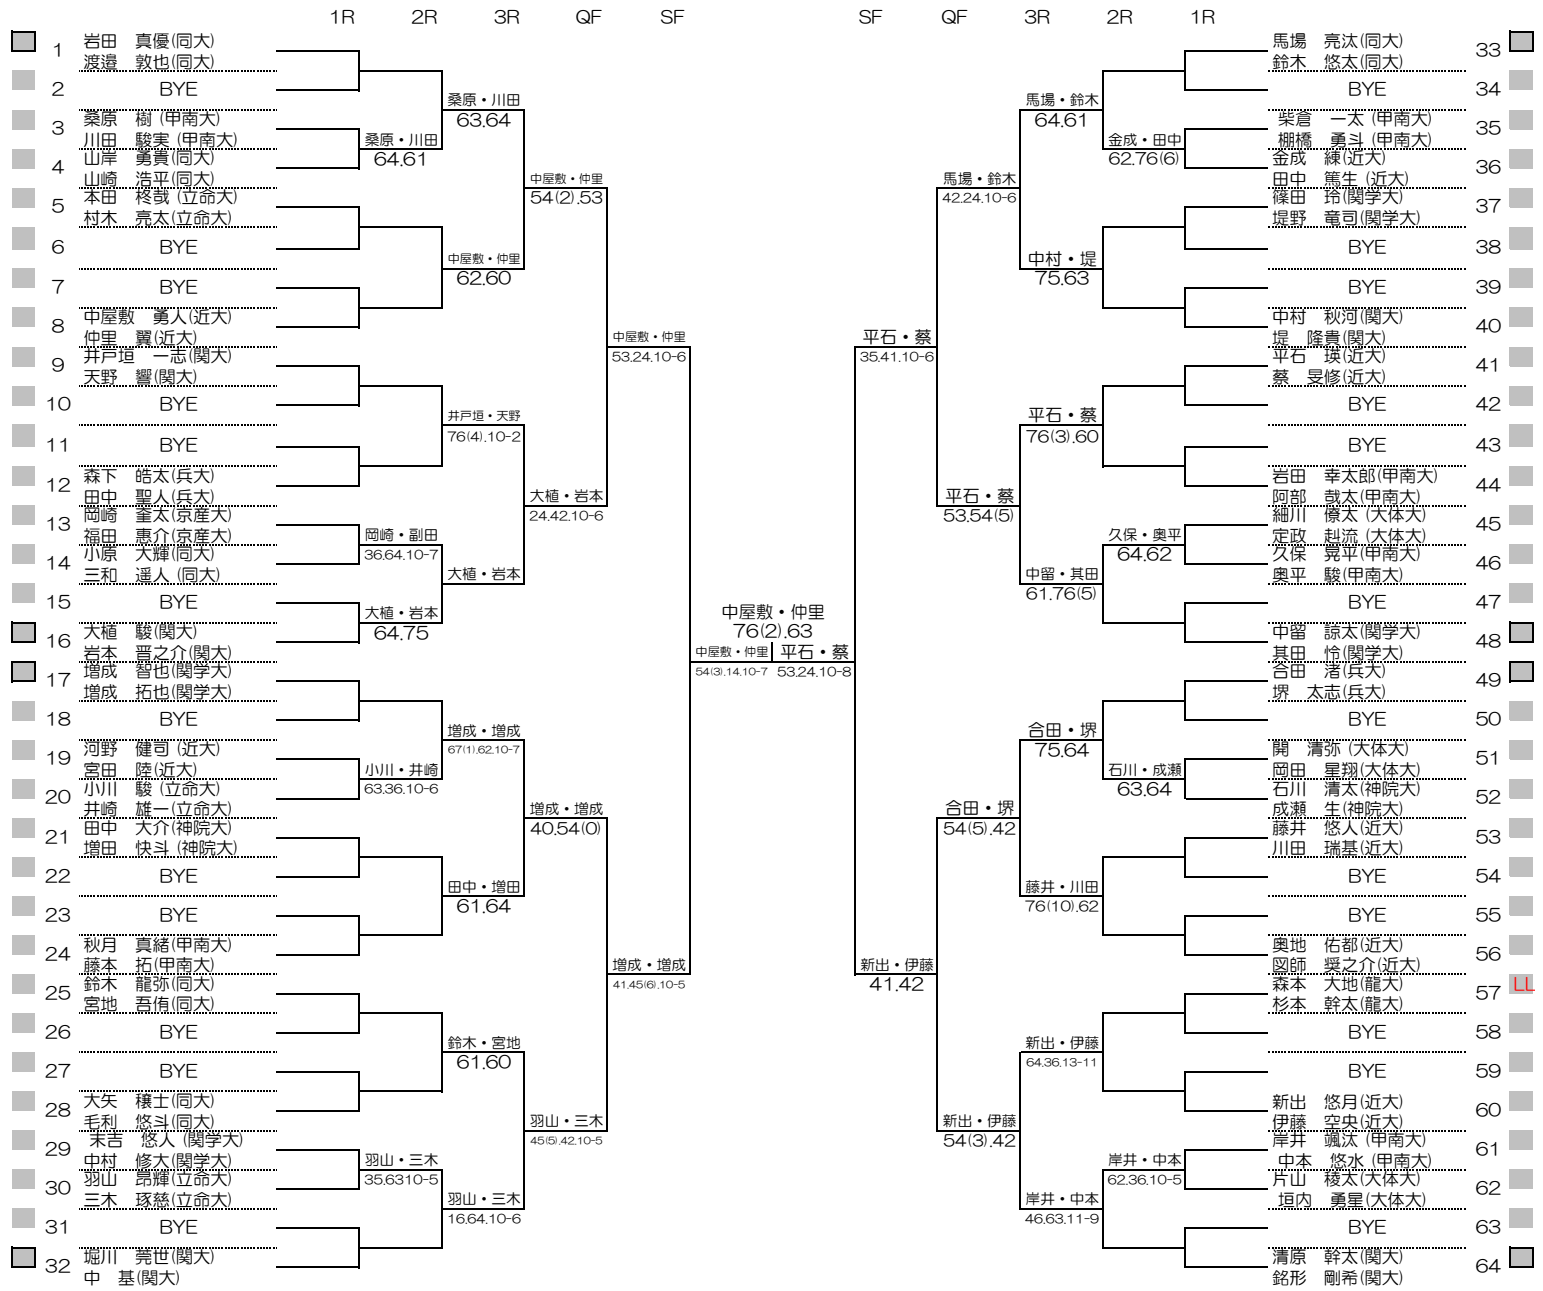 1R 2R 3R QF SF SF QF 3R 2R 1R
1 岩田 真優(同大)
渡邉 敦也(同大)
2 BYE
3 桑原 樹 (甲南大)
川田 駿実 (甲南大)
4 山岸 勇貴(同大)
山崎 浩平(同大)
5 本田 柊哉 (立命大)
村木 亮太(立命大)
6 BYE
7 BYE
8 中屋敷 勇人(近大)
仲里 翼(近大)
9 井戸垣 一志(関大)
天野 響(関大)
10 BYE
11 BYE
12 森下 皓太(兵大)
田中 聖人(兵大)
13 岡崎 奎太(京産大)
福田 惠介(京産大)
14 小原 大輝(同大)
三和 遥人 (同大)
15 BYE
16 大植 駿(関大)
岩本 晋之介(関大)
17 増成 智也(関学大)
増成 拓也(関学大)
18 BYE
19 河野 健司 (近大)
宮田 陸(近大)
20 小川 駿 (立命大)
井崎 雄一(立命大)
21 田中 大介(神院大)
増田 快斗 (神院大)
22 BYE
23 BYE
24 秋月 真緒(甲南大)
藤本 拓(甲南大)
25 鈴木 龍弥(同大)
宮地 吾侑(同大)
26 BYE
27 BYE
28 大矢 穣士(同大)
毛利 悠斗(同大)
29 末吉 悠人 (関学大)
中村 修大(関学大)
30 羽山 昂輝(立命大)
三木 琢慈(立命大)
31 BYE
32 堀川 莞世(関大)
中 基(関大)
桑原・川田
64.61
岡崎・副田
36.64.10-7
大植・岩本
64.75
小川・井崎
63.36.10-6
羽山・三木
35.6310-5
桑原・川田
63.64
中屋敷・仲里
62.60
井戸垣・天野
76(4).10-2
大植・岩本
増成・増成
67(1).62.10-7
田中・増田
61.64
鈴木・宮地
61.60
羽山・三木
16.64.10-6
中屋敷・仲里
54(2).53
大植・岩本
24.42.10-6
増成・増成
40.54(0)
羽山・三木
45(5).42.10-5
中屋敷・仲里
53.24.10-6
増成・増成
41.45(6).10-5
中屋敷・仲里
76(2).63
中屋敷・仲里
54(3).14.10-7
平石・蔡
53.24.10-8
平石・蔡
35.41.10-6
新出・伊藤
41.42
馬場・鈴木
42.24.10-6
平石・蔡
53.54(5)
合田・堺
54(5).42
新出・伊藤
54(3).42
馬場・鈴木
64.61
中村・堤
75.63
平石・蔡
76(3).60
中留・其田
61.76(5)
合田・堺
75.64
藤井・川田
76(10).62
新出・伊藤
64.36.13-11
岸井・中本
46.63.11-9
金成・田中
62.76(6)
久保・奥平
64.62
石川・成瀬
63.64
岸井・中本
62.36.10-5
馬場 亮汰(同大) 33
鈴木 悠太(同大)
BYE 34
柴倉 一太 (甲南大) 35
棚橋 勇斗 (甲南大)
金成 練(近大) 36
田中 篤生 (近大)
篠田 玲(関学大) 37
堤野 竜司(関学大)
BYE 38
BYE 39
中村 秋河(関大) 40
堤 隆貴(関大)
平石 瑛(近大) 41
蔡 旻修(近大)
BYE 42
BYE 43
岩田 幸太郎(甲南大) 44
阿部 哉太(甲南大)
細川 僚太 (大体大) 45
定政 赳流 (大体大)
久保 晃平(甲南大) 46
奥平 駿(甲南大)
BYE 47
中留 諒太(関学大) 48
其田 怜(関学大)
合田 渚(兵大) 49
堺 太志(兵大)
BYE 50
開 清弥 (大体大) 51
岡田 星翔(大体大)
石川 清太(神院大) 52
成瀬 生(神院大)
藤井 悠人(近大) 53
川田 瑞基(近大)
BYE 54
BYE 55
奥地 佑都(近大) 56
図師 奨之介(近大)
森本 大地(龍大) 57 LL
杉本 幹太(龍大)
BYE 58
BYE 59
新出 悠月(近大) 60
伊藤 空央(近大)
岸井 颯汰 (甲南大) 61
中本 悠水 (甲南大)
片山 稜太(大体大) 62
垣内 勇星(大体大)
BYE 63
清原 幹太(関大) 64
銘形 剛希(関大)